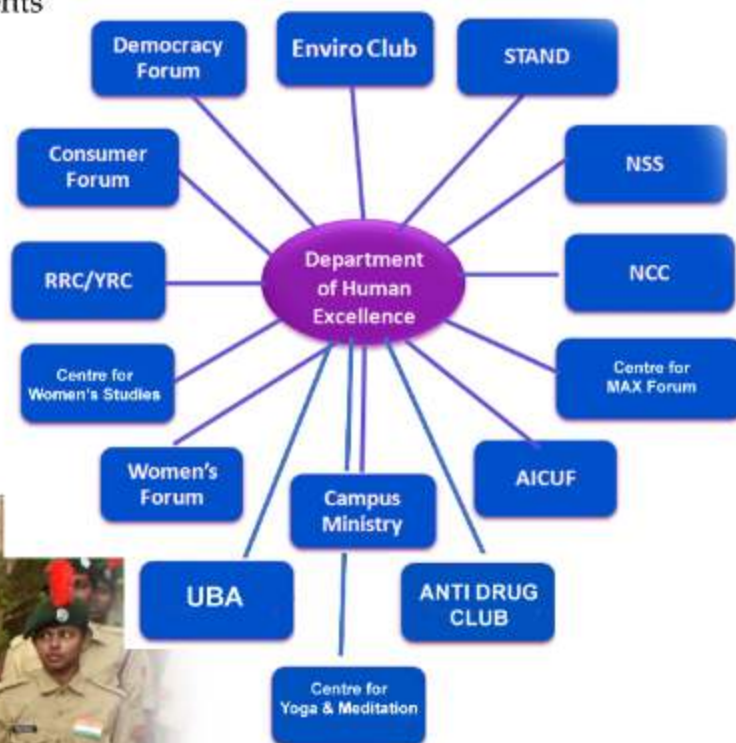 Democracy
Forum
Enviro Club
STAND
Consumer
Forum
NSS
RRC/YRC
Department
of Human
Excellence
NCC
Centre for
Women's Studies
Centre for
MAX Forum
Women's
Forum
Campus
Ministry
AICUF
UBA
ANTI DRUG
CLUB
Centre for
Yoga & Meditation